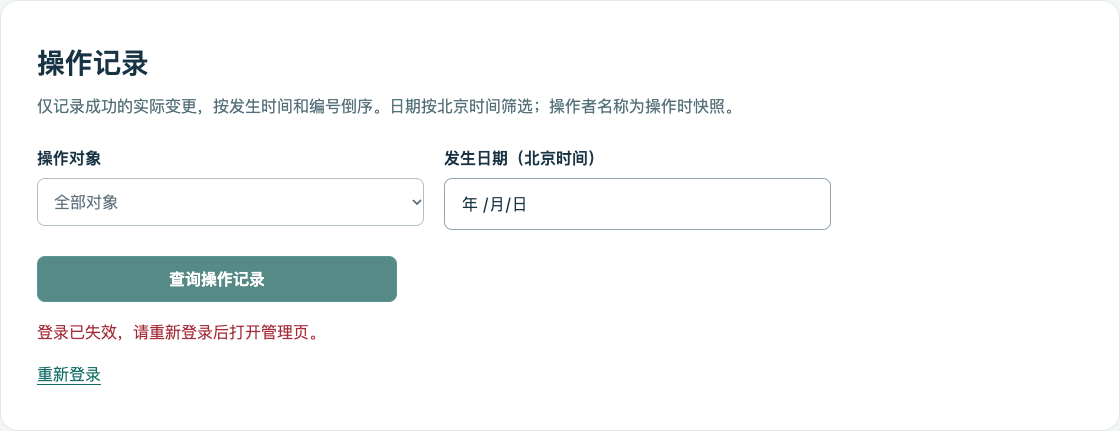 操作记录
仅记录成功的实际变更，按发生时间和编号倒序。日期按北京时间筛选；操作者名称为操作时快照。
操作对象
发生日期（北京时间）
全部对象
年 /月/日
查询操作记录
登录已失效，请重新登录后打开管理页。
重新登录